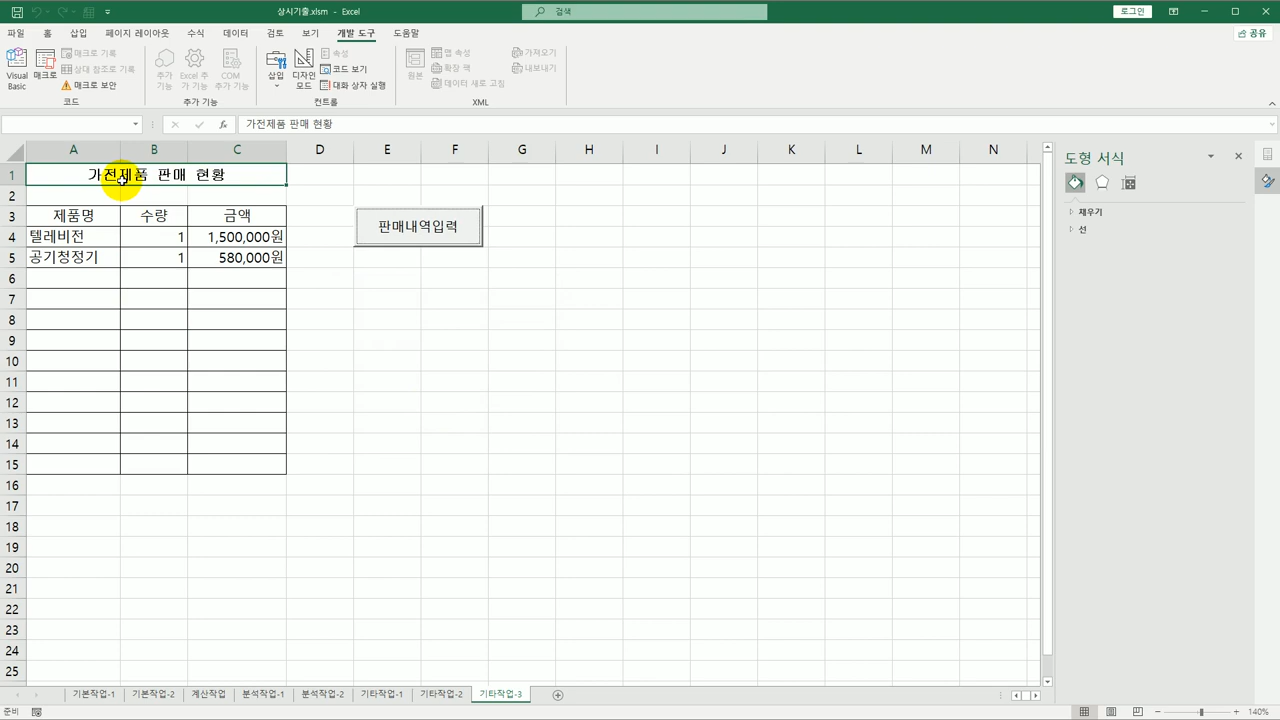 상시기출.xlsm - Excel
검색
로그인
파일 홈 삽입 페이지 레이아웃 수식 데이터 검토 보기 개발 도구 도움말
공유
Visual Basic
매크로
매크로 기록
상대 참조로 기록
매크로 보안
코드
추가 기능
Excel 추가 기능
COM 추가 기능
추가 기능
삽입
디자인 모드
속성
코드 보기
대화 상자 실행
컨트롤
원본
맵 속성
확장 팩
데이터 새로 고침
가져오기
내보내기
XML
fx 가전제품 판매 현황
A B C D E F G H I J K L M N
1 가전제품 판매 현황
2
3 제품명 수량 금액
4 텔레비전 1 1,500,000원
5 공기청정기 1 580,000원
판매내역입력
6
7
8
9
10
11
12
13
14
15
16
17
18
19
20
21
22
23
24
25
도형 서식
채우기
선
기본작업-1 기본작업-2 계산작업 분석작업-1 분석작업-2 기타작업-1 기타작업-2 기타작업-3
준비
140%